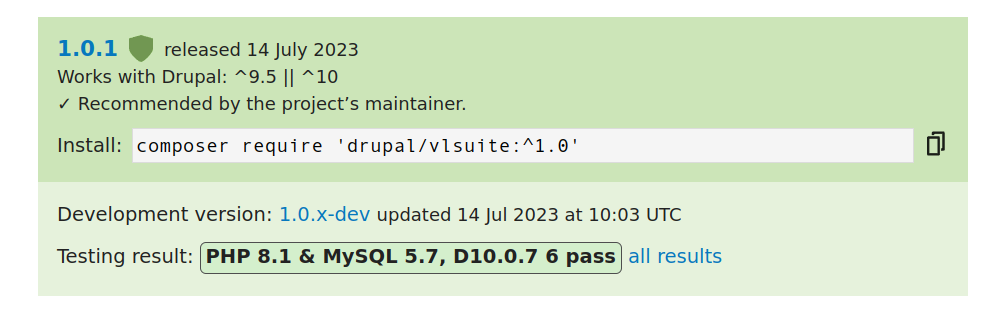 1.0.1 released 14 July 2023
Works with Drupal: ^9.5 || ^10
✓ Recommended by the project’s maintainer.
Install: composer require 'drupal/vlsuite:^1.0'
Development version: 1.0.x-dev updated 14 Jul 2023 at 10:03 UTC
Testing result: PHP 8.1 & MySQL 5.7, D10.0.7 6 pass all results